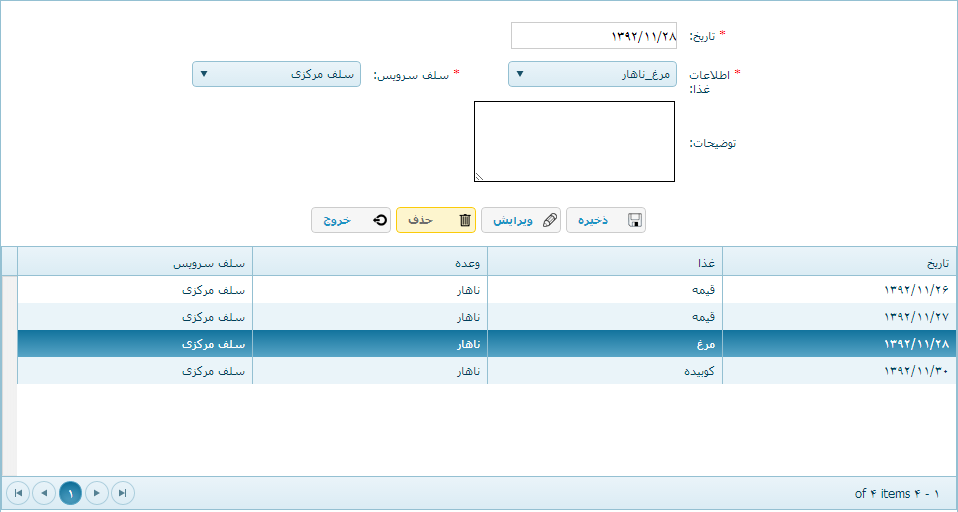 * تاریخ: ۱۳۹۲/۱۱/۲۸
* اطلاعات غذا: مرغ_ناهار * سلف سرویس: سلف مرکزی
توضیحات:
ذخیره ویرایش حذف خروج
تاریخ غذا وعده سلف سرویس
۱۳۹۲/۱۱/۲۶ قیمه ناهار سلف مرکزی
۱۳۹۲/۱۱/۲۷ قیمه ناهار سلف مرکزی
۱۳۹۲/۱۱/۲۸ مرغ ناهار سلف مرکزی
۱۳۹۲/۱۱/۳۰ کوبیده ناهار سلف مرکزی
۱ - ۴ of ۴ items
۱